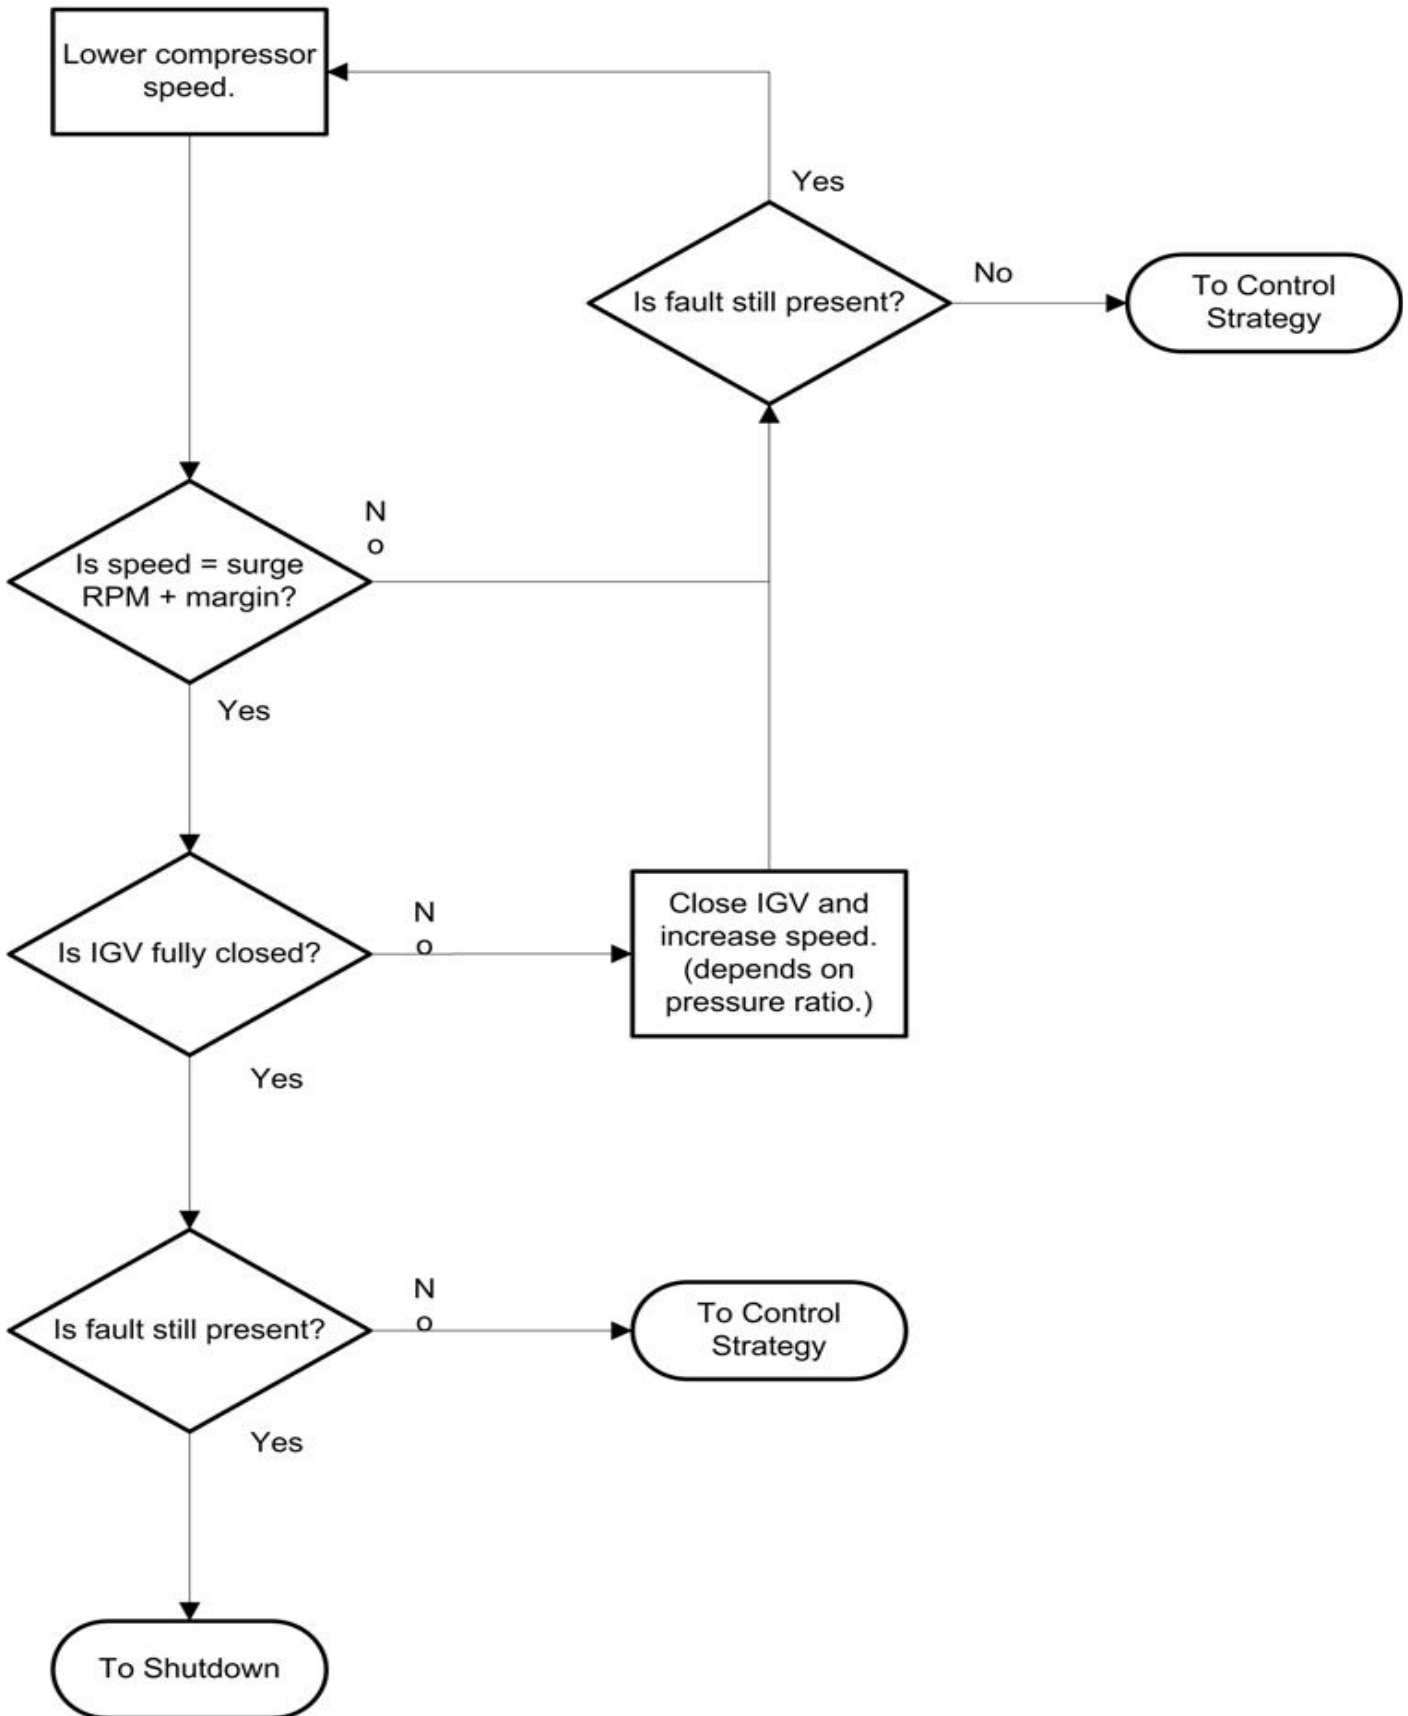 Lower compressor
speed.
Yes
Is fault still present?
No
To Control
Strategy
N
o
Is speed = surge
RPM + margin?
Yes
Is IGV fully closed?
N
o
Close IGV and
increase speed.
(depends on
pressure ratio.)
Yes
Is fault still present?
N
o
To Control
Strategy
Yes
To Shutdown